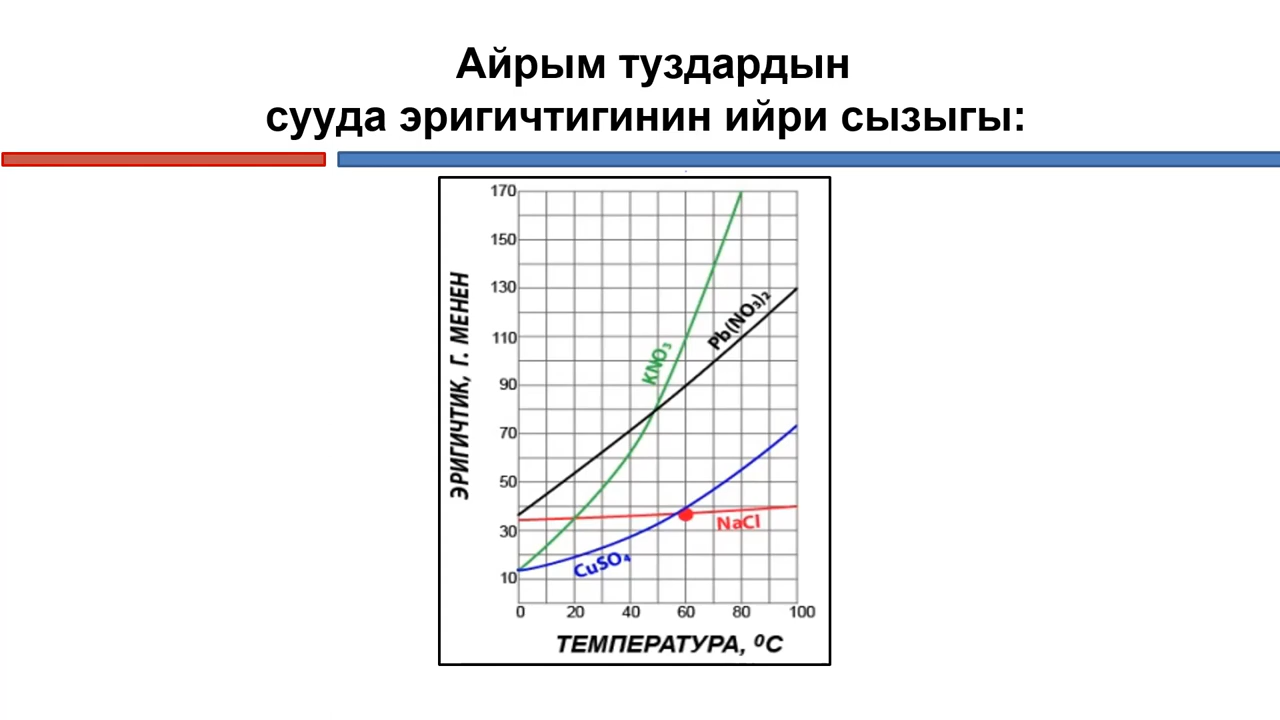 Айрым туздардын
сууда эригичтигинин ийри сызыгы:
ЭРИГИЧТИК, Г. МЕНЕН
170
150
130
110
90
70
50
30
10
KNO₃
Pb(NO₃)₂
NaCl
CuSO₄
0 20 40 60 80 100
ТЕМПЕРАТУРА, ⁰С